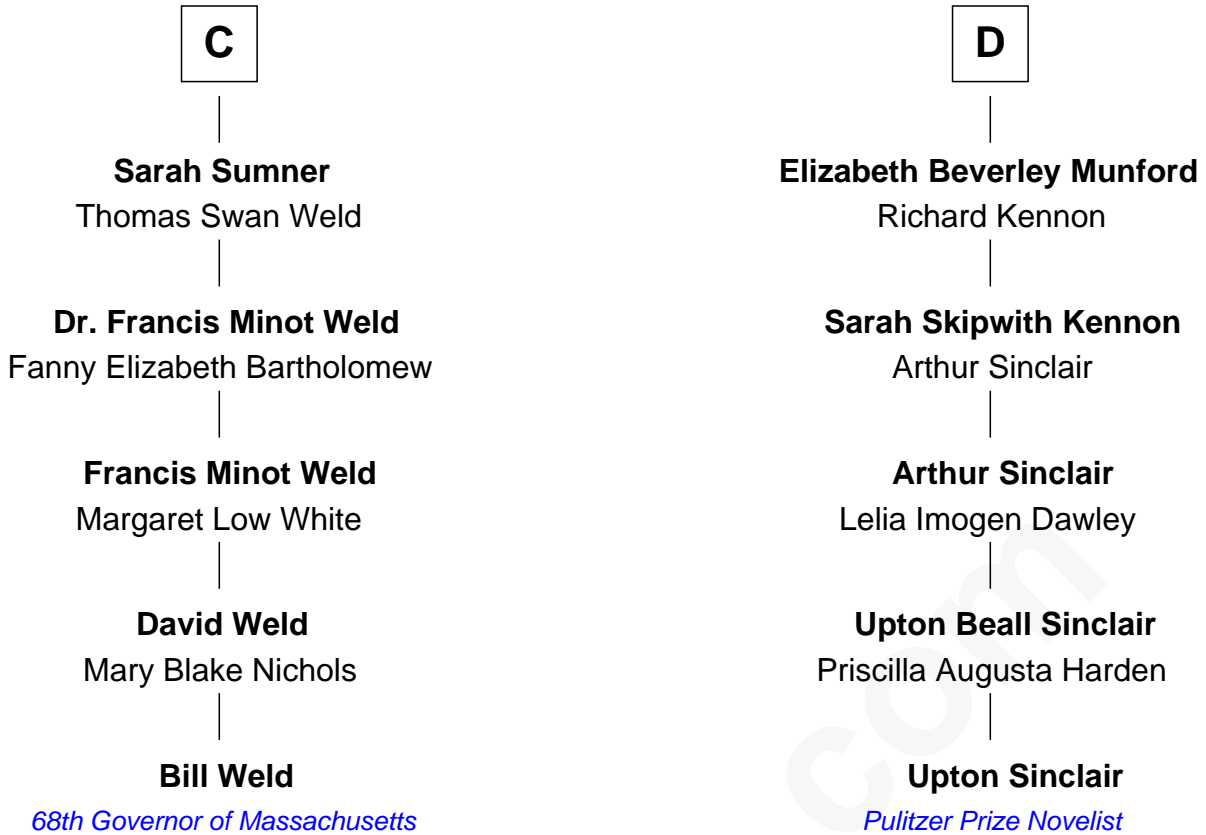 C
Sarah Sumner
Thomas Swan Weld
Dr. Francis Minot Weld
Fanny Elizabeth Bartholomew
Francis Minot Weld
Margaret Low White
David Weld
Mary Blake Nichols
Bill Weld
68th Governor of Massachusetts
D
Elizabeth Beverley Munford
Richard Kennon
Sarah Skipwith Kennon
Arthur Sinclair
Arthur Sinclair
Lelia Imogen Dawley
Upton Beall Sinclair
Priscilla Augusta Harden
Upton Sinclair
Pulitzer Prize Novelist
com